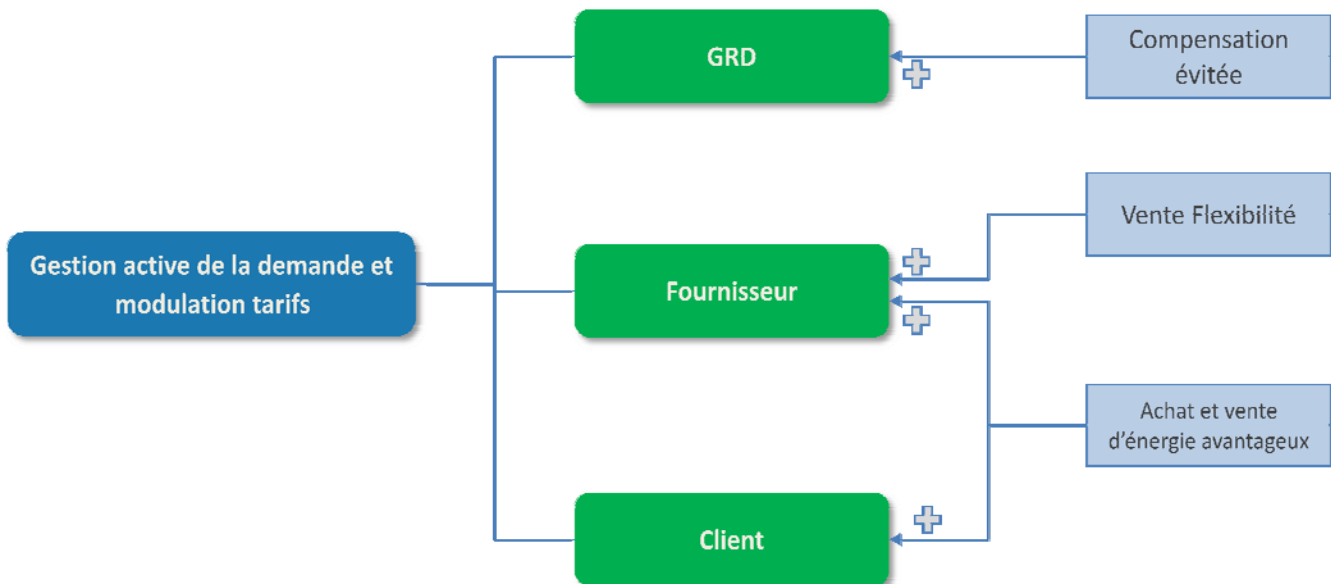 GRD
Compensation
évitée
Vente Flexibilité
Gestion active de la demande et
modulation tarifs
Fournisseur
Achat et vente
d’énergie avantageux
Client